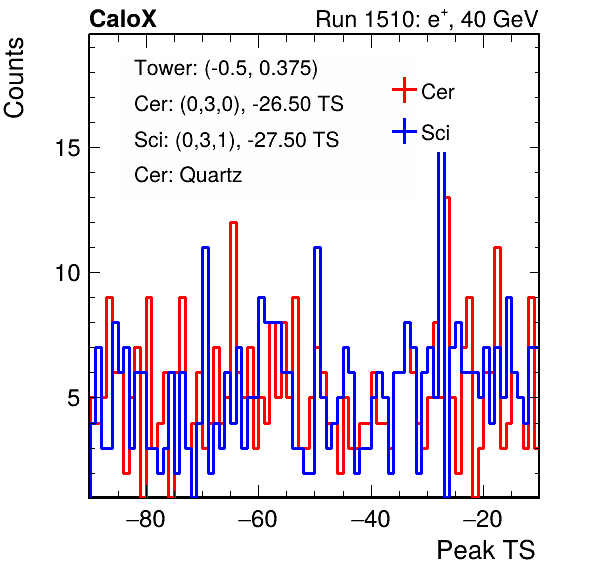 CaloX Run 1510: e⁺, 40 GeV
Counts
Tower: (-0.5, 0.375)
Cer: (0,3,0), -26.50 TS
Sci: (0,3,1), -27.50 TS
Cer: Quartz
Cer
Sci
15
10
5
−80 −60 −40 −20
Peak TS